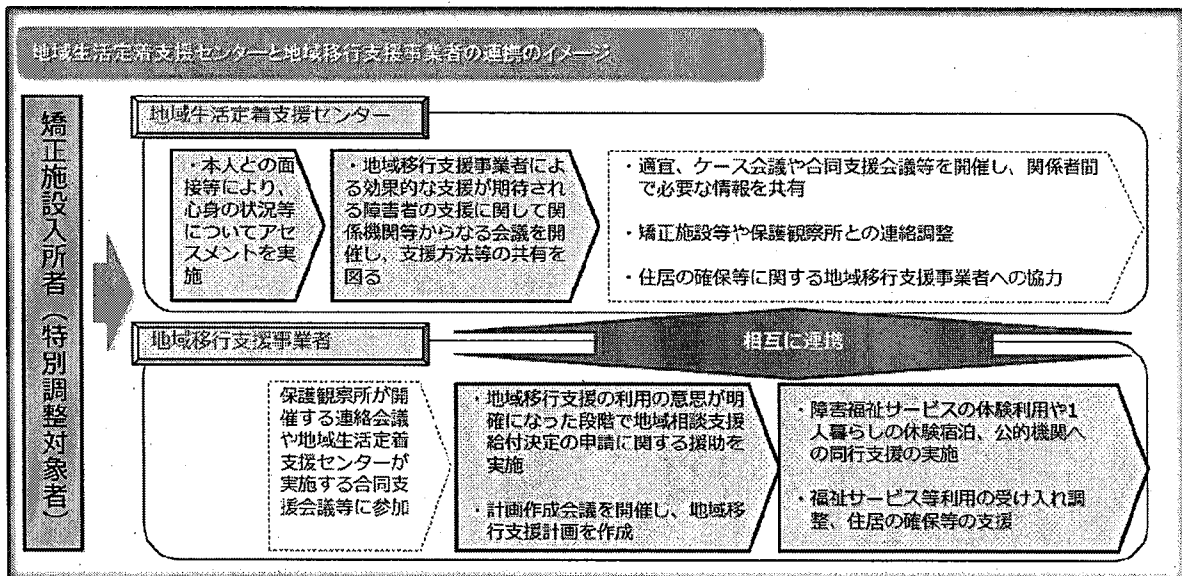 地域生活定着支援センターと地域移行支援事業者の連携のイメージ
矯正施設入所者（特別調整対象者）
地域生活定着支援センター
・本人との面
接等により、
心身の状況等
についてアセ
スメントを実
施
・地域移行支援事業者によ
る効果的な支援が期待され
る障害者の支援に関して関
係機関等からなる会議を開
催し、支援方法等の共有を
図る
・適宜、ケース会議や合同支援会議等を開催し、関係者間
で必要な情報を共有
・矯正施設等や保護観察所との連絡調整
・住居の確保等に関する地域移行支援事業者への協力
相互に連携
地域移行支援事業者
保護観察所が開
催する連絡会議
や地域生活定着
支援センターが
実施する合同支
援会議等に参加
・地域移行支援の利用の意思が明
確になった段階で地域相談支援
給付決定の申請に関する援助を
実施
・計画作成会議を開催し、地域移
行支援計画を作成
・障害福祉サービスの体験利用や1
人暮らしの体験宿泊、公的機関へ
の同行支援の実施
・福祉サービス等利用の受け入れ調
整、住居の確保等の支援